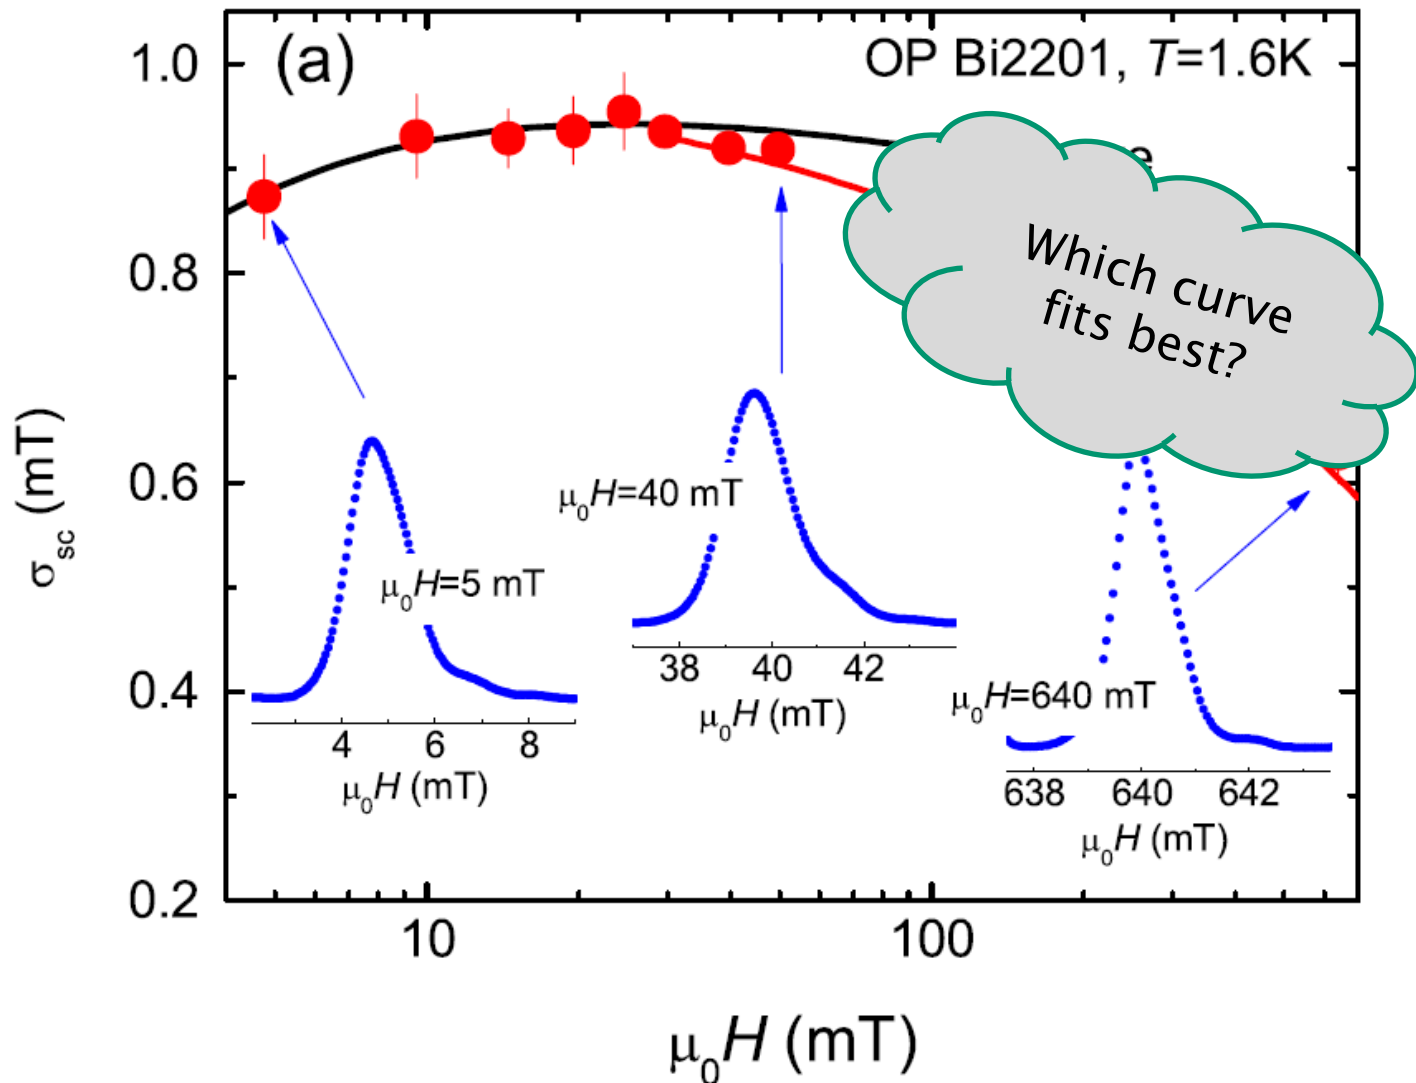 (a)
OP Bi2201, T=1.6K
1.0
0.8
0.6
0.4
0.2
σsc (mT)
Which curve
fits best?
μ0H=5 mT
4 6 8
μ0H (mT)
μ0H=40 mT
38 40 42
μ0H (mT)
μ0H=640 mT
638 640 642
μ0H (mT)
10 100
μ0H (mT)